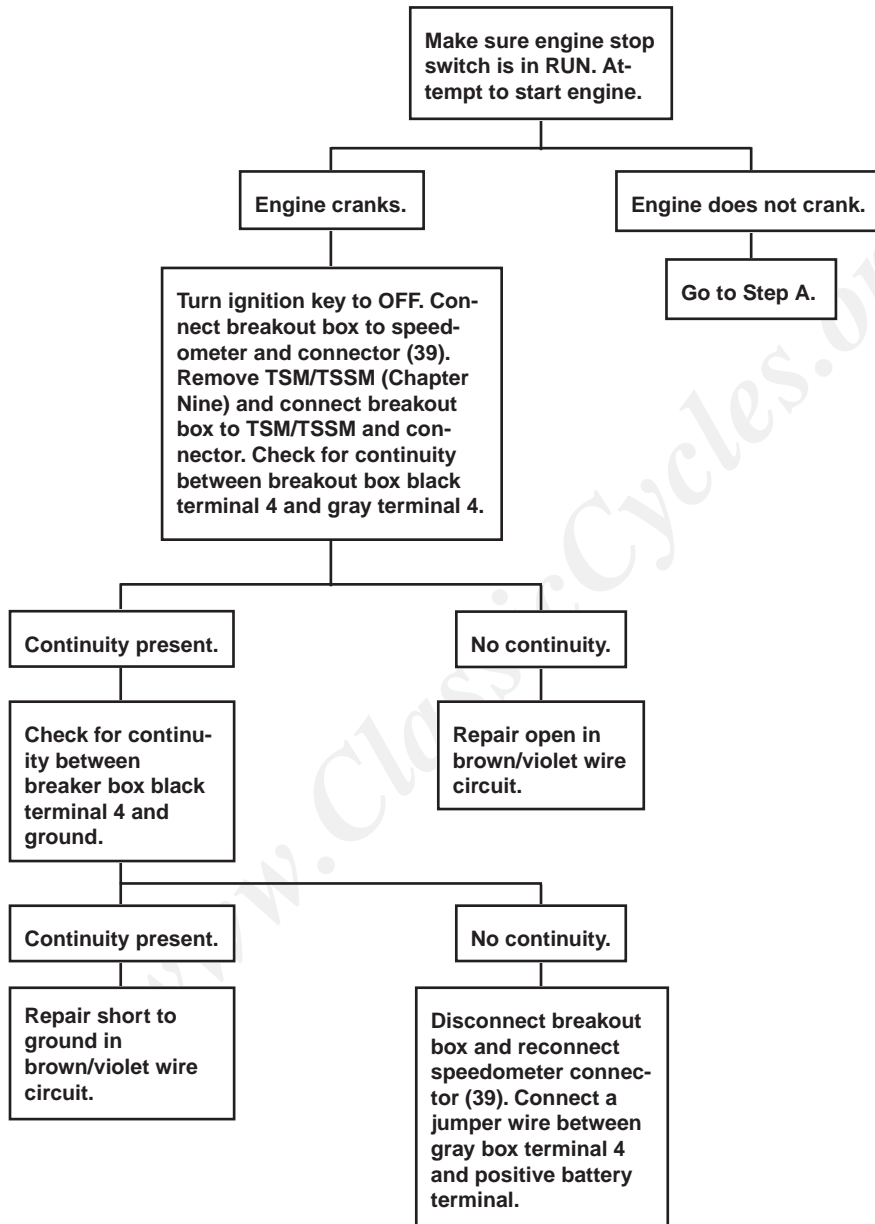 Make sure engine stop
switch is in RUN. At-
tempt to start engine.
Engine cranks.
Engine does not crank.
Turn ignition key to OFF. Con-
nect breakout box to speed-
ometer and connector (39).
Remove TSM/TSSM (Chapter
Nine) and connect breakout
box to TSM/TSSM and con-
nector. Check for continuity
between breakout box black
terminal 4 and gray terminal 4.
Go to Step A.
Continuity present.
No continuity.
Check for continu-
ity between
breaker box black
terminal 4 and
ground.
Repair open in
brown/violet wire
circuit.
Continuity present.
No continuity.
Repair short to
ground in
brown/violet wire
circuit.
Disconnect breakout
box and reconnect
speedometer connec-
tor (39). Connect a
jumper wire between
gray box terminal 4
and positive battery
terminal.
www.ClassicCycles.or